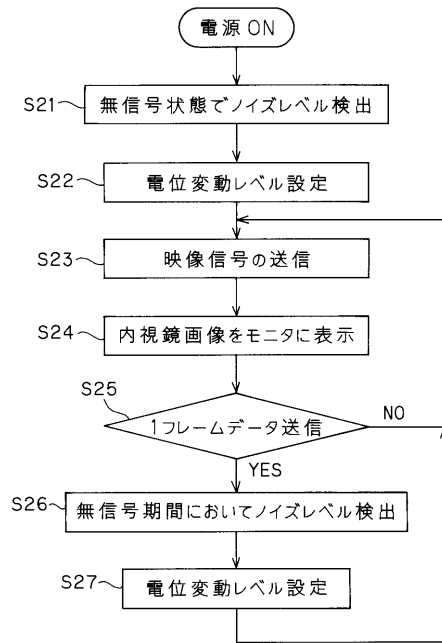 電源 ON
S21
無信号状態でノイズレベル検出
S22
電位変動レベル設定
S23
映像信号の送信
S24
内視鏡画像をモニタに表示
S25
1フレームデータ送信
NO
YES
S26
無信号期間においてノイズレベル検出
S27
電位変動レベル設定